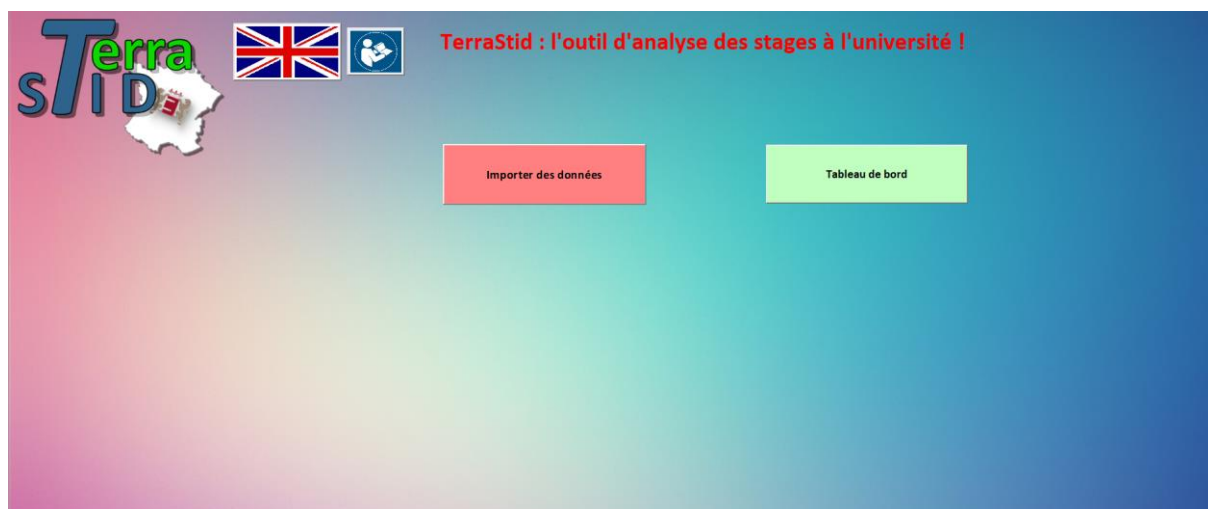 Terra
STID
TerraStid : l'outil d'analyse des stages à l'université !
Importer des données
Tableau de bord